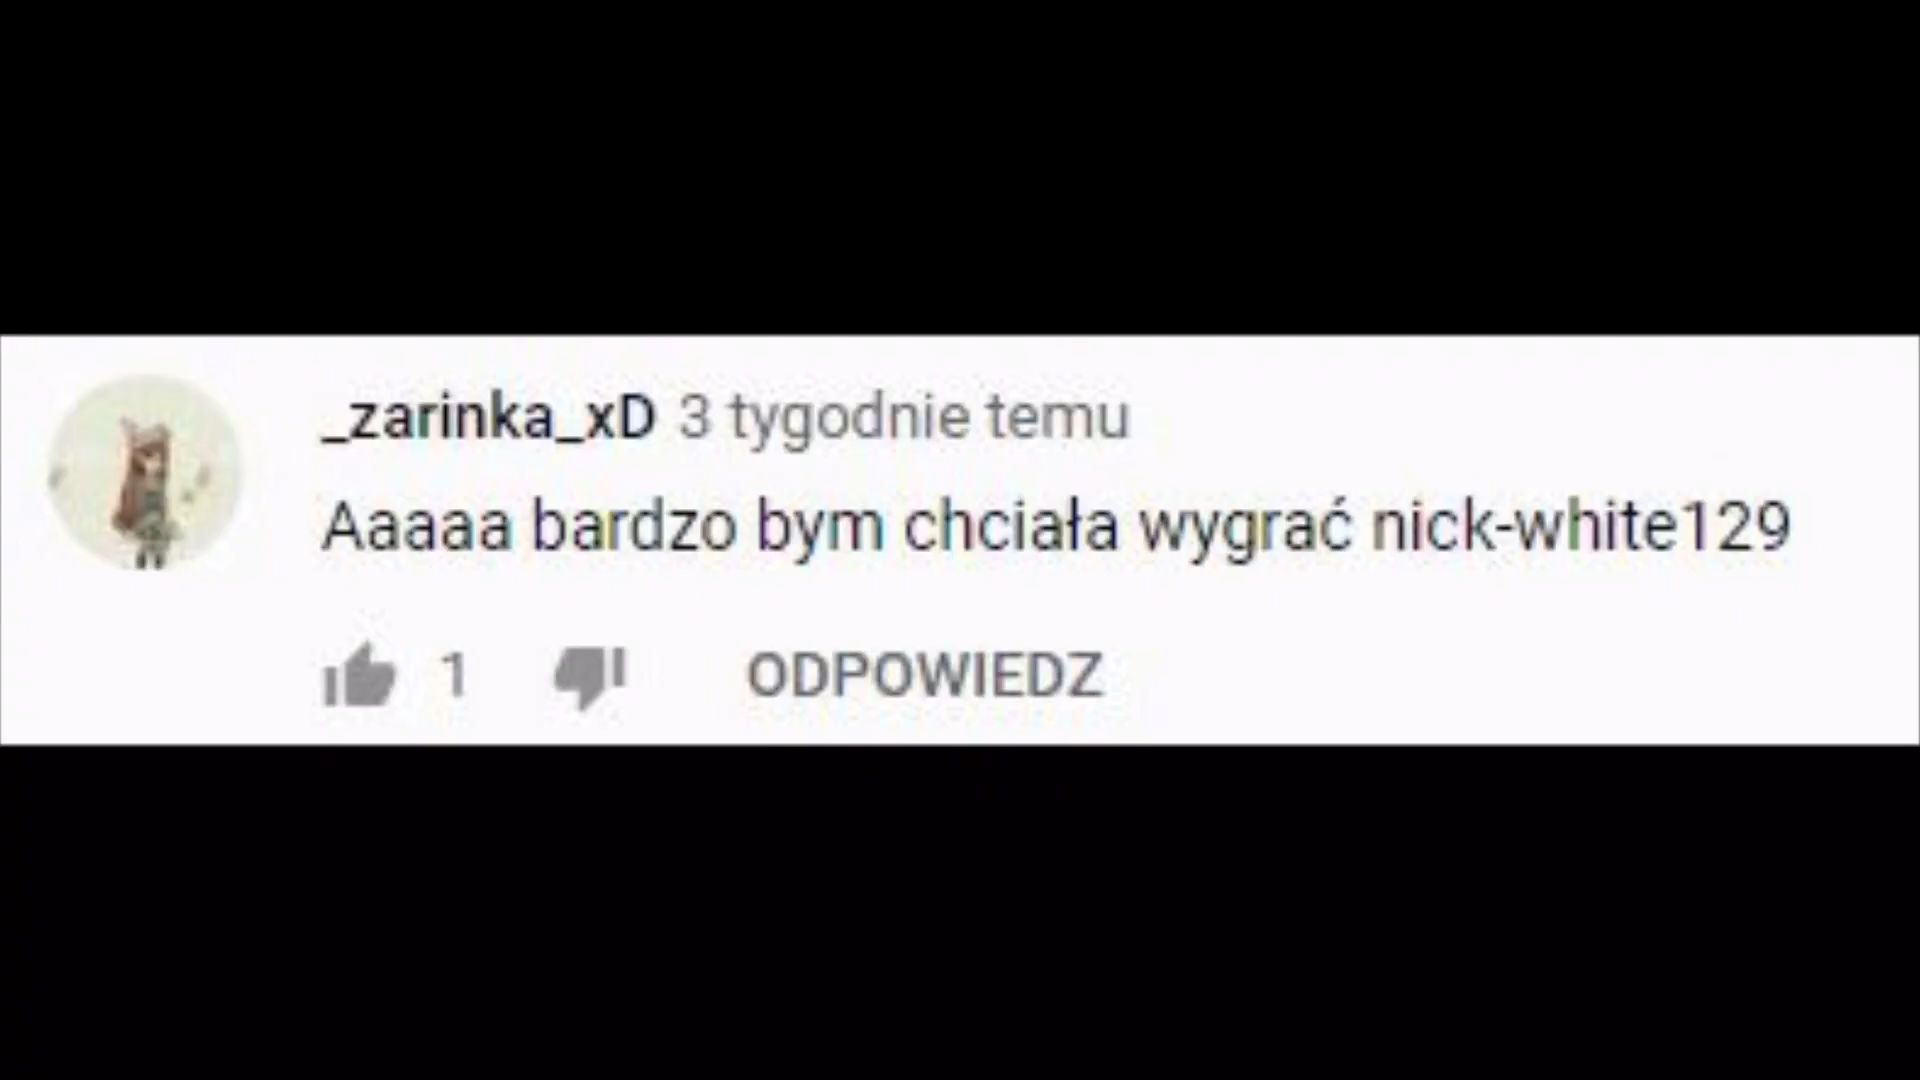 _zarinka_xD 3 tygodnie temu
Aaaaa bardzo bym chciała wygrać nick-white129
1 ODPOWIEDZ